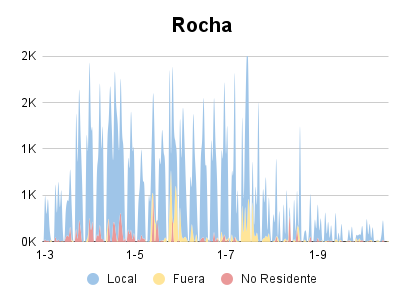 Rocha
2K
2K
1K
1K
0K
1-3 1-5 1-7 1-9
Local Fuera No Residente